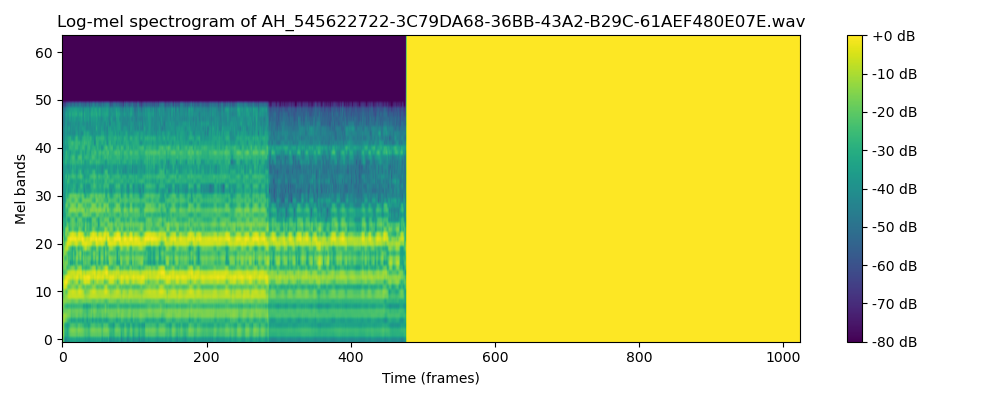 Log-mel spectrogram of AH_545622722-3C79DA68-36BB-43A2-B29C-61AEF480E07E.wav
Mel bands
60
50
40
30
20
10
0
0 200 400 600 800 1000
Time (frames)
+0 dB
-10 dB
-20 dB
-30 dB
-40 dB
-50 dB
-60 dB
-70 dB
-80 dB